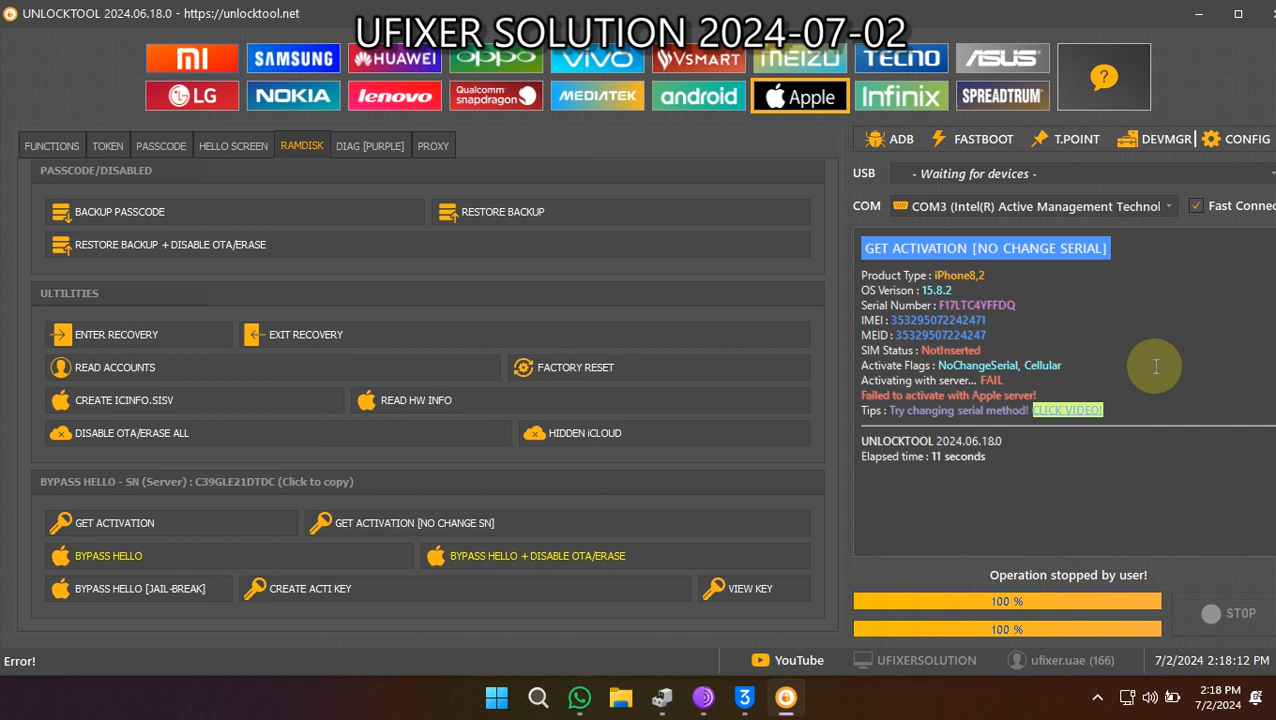 UNLOCKTOOL 2024.06.18.0 - https://unlocktool.net
UFIXER SOLUTION 2024-07-02
mi SAMSUNG HUAWEI oppo vivo VSMART MEIZU TECNO ASUS
LG NOKIA lenovo Qualcomm snapdragon MEDIATEK android Apple Infinix SPREADTRUM
?
FUNCTIONS TOKEN PASSCODE HELLO SCREEN RAMDISK DIAG [PURPLE] PROXY
ADB FASTBOOT T.POINT DEVMGR CONFIG
PASSCODE/DISABLED
BACKUP PASSCODE RESTORE BACKUP
RESTORE BACKUP + DISABLE OTA/ERASE
ULTILITIES
ENTER RECOVERY EXIT RECOVERY
READ ACCOUNTS FACTORY RESET
CREATE ICINFO.SISV READ HW INFO
DISABLE OTA/ERASE ALL HIDDEN iCLOUD
BYPASS HELLO - SN (Server) : C39GLE21DTDC (Click to copy)
GET ACTIVATION GET ACTIVATION [NO CHANGE SN]
BYPASS HELLO BYPASS HELLO + DISABLE OTA/ERASE
BYPASS HELLO [JAIL-BREAK] CREATE ACTI KEY VIEW KEY
USB - Waiting for devices -
COM COM3 (Intel(R) Active Management Technol Fast Connec
GET ACTIVATION [NO CHANGE SERIAL]
Product Type : iPhone8,2
OS Verison : 15.8.2
Serial Number : F17LTC4YFFDQ
IMEI : 353295072242471
MEID : 35329507224247
SIM Status : NotInserted
Activate Flags : NoChangeSerial, Cellular
Activating with server... FAIL
Failed to activate with Apple server!
Tips : Try changing serial method! CLICK VIDEO!
UNLOCKTOOL 2024.06.18.0
Elapsed time : 11 seconds
Operation stopped by user!
100 %
100 %
STOP
Error! YouTube UFIXERSOLUTION ufixer.uae (166) 7/2/2024 2:18:12 PM
3
2:18 PM
7/2/2024